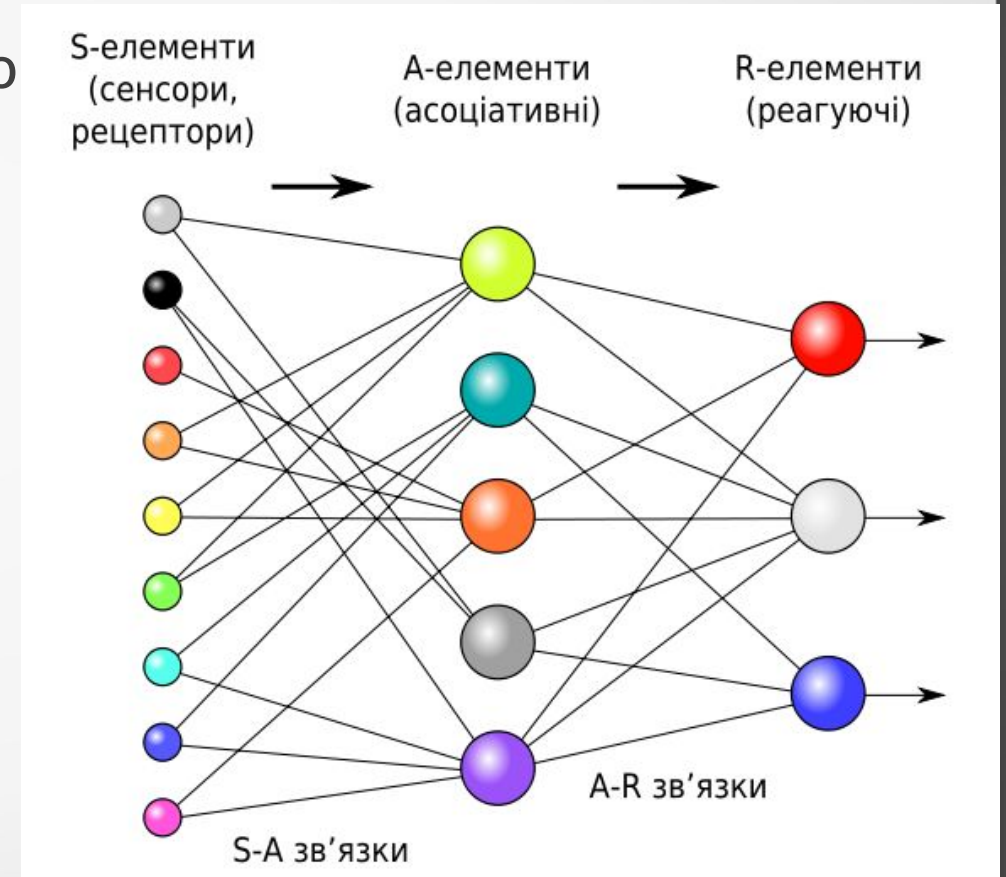 S-елементи
(сенсори,
рецептори)
А-елементи
(асоціативні)
R-елементи
(реагуючі)
А-R зв’язки
S-A зв’язки